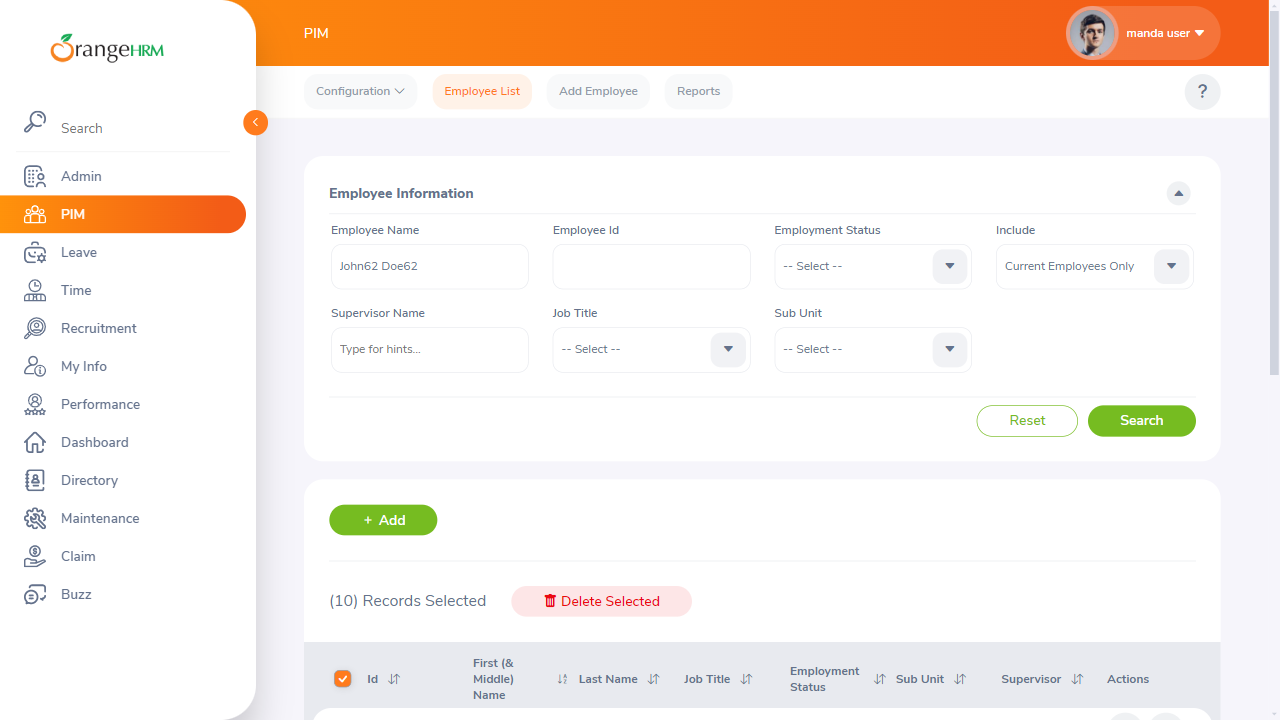 OrangeHRM
Search
Admin
PIM
Leave
Time
Recruitment
My Info
Performance
Dashboard
Directory
Maintenance
Claim
Buzz
PIM
manda user
Configuration
Employee List
Add Employee
Reports
?
Employee Information
Employee Name
Employee Id
Employment Status
Include
John62 Doe62
-- Select --
Current Employees Only
Supervisor Name
Job Title
Sub Unit
Type for hints...
-- Select --
-- Select --
Reset
Search
+ Add
(10) Records Selected
Delete Selected
Id
First (& Middle) Name
Last Name
Job Title
Employment Status
Sub Unit
Supervisor
Actions